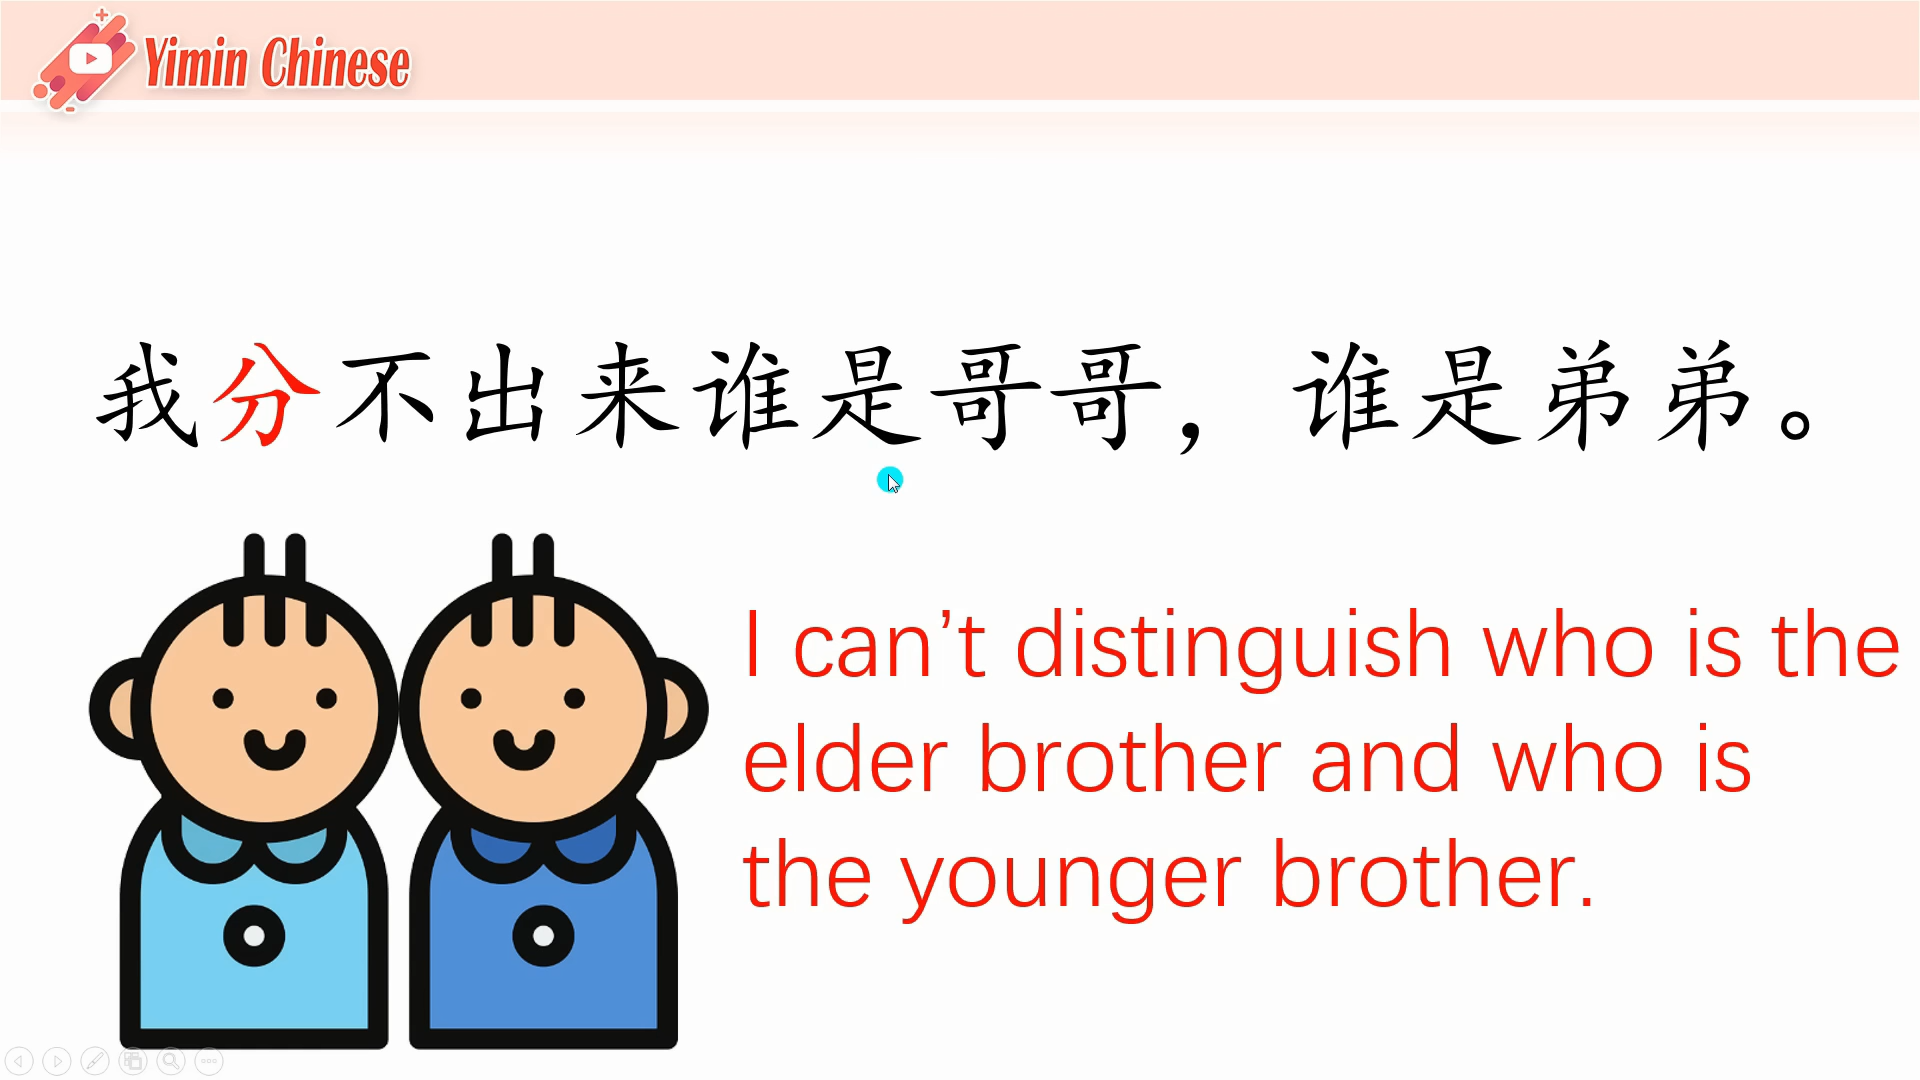 Yimin Chinese
我分不出来谁是哥哥，谁是弟弟。
I can’t distinguish who is the
elder brother and who is
the younger brother.